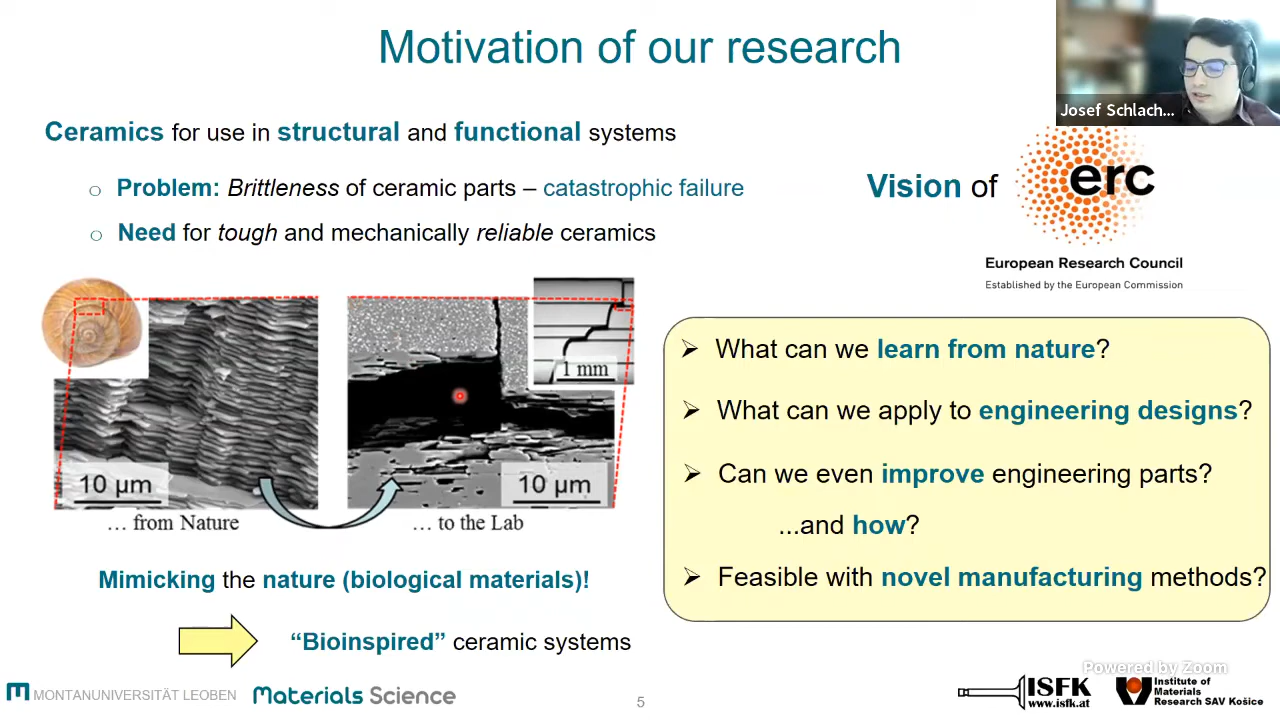 Motivation of our research
Josef Schlach...
Ceramics for use in structural and functional systems
Problem: Brittleness of ceramic parts – catastrophic failure
Need for tough and mechanically reliable ceramics
Vision of
erc
European Research Council
Established by the European Commission
1 mm
10 µm
10 µm
... from Nature
... to the Lab
What can we learn from nature?
What can we apply to engineering designs?
Can we even improve engineering parts?
...and how?
Feasible with novel manufacturing methods?
Mimicking the nature (biological materials)!
“Bioinspired” ceramic systems
MONTANUNIVERSITÄT LEOBEN
Materials Science
5
Powered by Zoom
ISFK
www.isfk.at
Institute of
Materials
Research SAV Košice